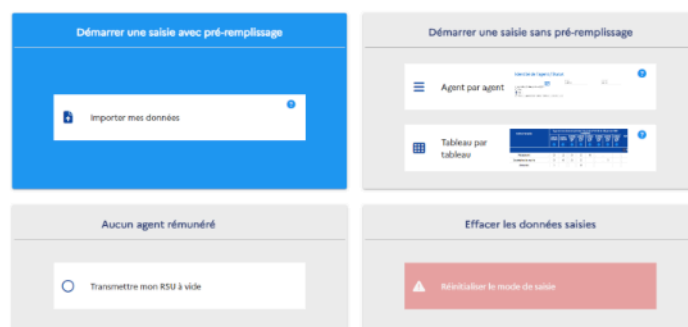 Démarrer une saisie avec pré-remplissage
Importer mes données
?
Démarrer une saisie sans pré-remplissage
Agent par agent
?
Tableau par
tableau
?
Aucun agent rémunéré
Transmettre mon RSU à vide
Effacer les données saisies
Réinitialiser le mode de saisie